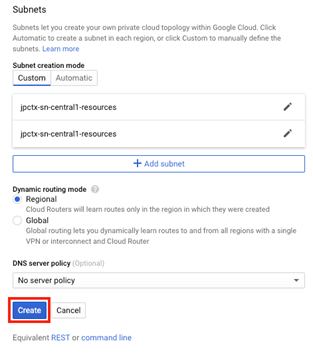 Subnets
Subnets let you create your own private cloud topology within Google Cloud. Click
Automatic to create a subnet in each region, or click Custom to manually define the
subnets. Learn more
Subnet creation mode
Custom Automatic
jpctx-sn-central1-resources
jpctx-sn-central1-resources
+ Add subnet
Dynamic routing mode ?
Regional
Cloud Routers will learn routes only in the region in which they were created
Global
Global routing lets you dynamically learn routes to and from all regions with a single
VPN or interconnect and Cloud Router
DNS server policy (Optional)
No server policy
Create Cancel
Equivalent REST or command line